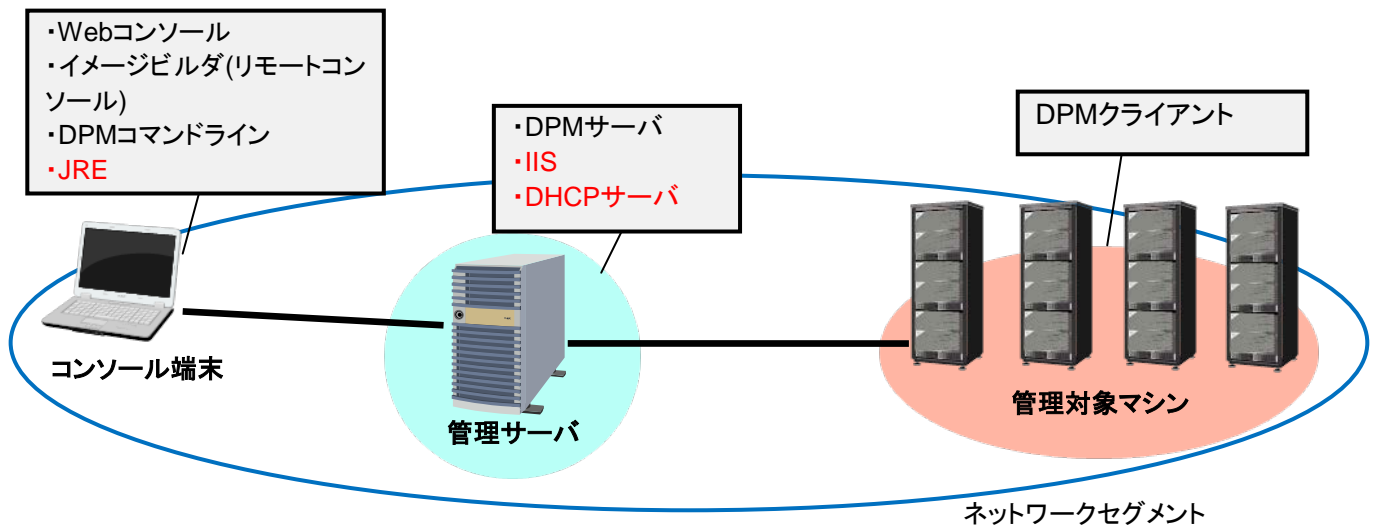 ・Webコンソール
・イメージビルダ(リモートコン
ソール)
・DPMコマンドライン
・JRE
・DPMサーバ
・IIS
・DHCPサーバ
DPMクライアント
コンソール端末
管理サーバ
管理対象マシン
ネットワークセグメント